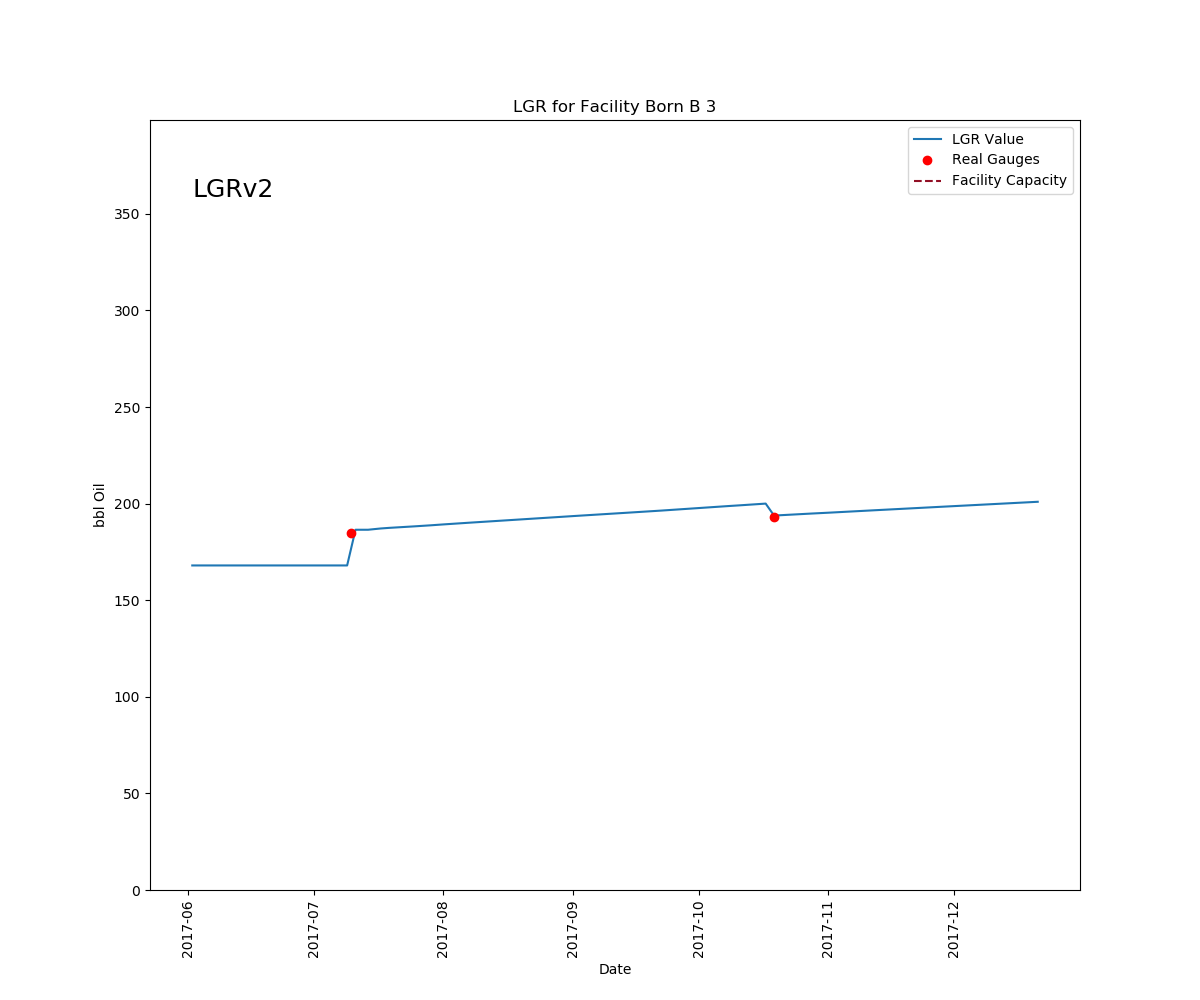 LGR for Facility Born B 3
LGRv2
LGR Value
Real Gauges
Facility Capacity
bbl Oil
350
300
250
200
150
100
50
0
2017-06
2017-07
2017-08
2017-09
2017-10
2017-11
2017-12
Date